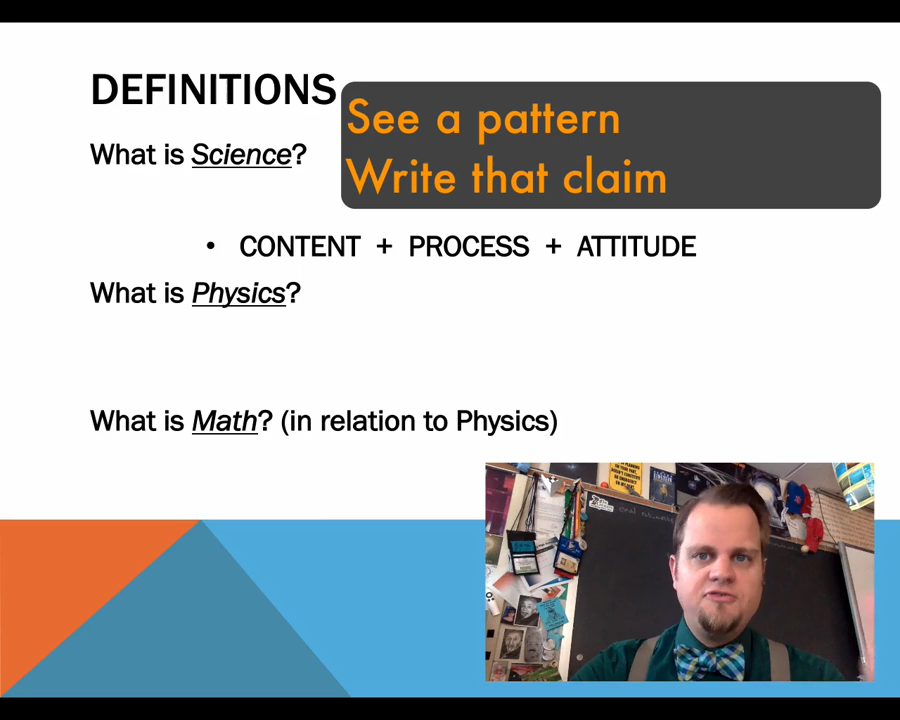 DEFINITIONS
See a pattern
Write that claim
What is Science?
• CONTENT + PROCESS + ATTITUDE
What is Physics?
What is Math? (in relation to Physics)